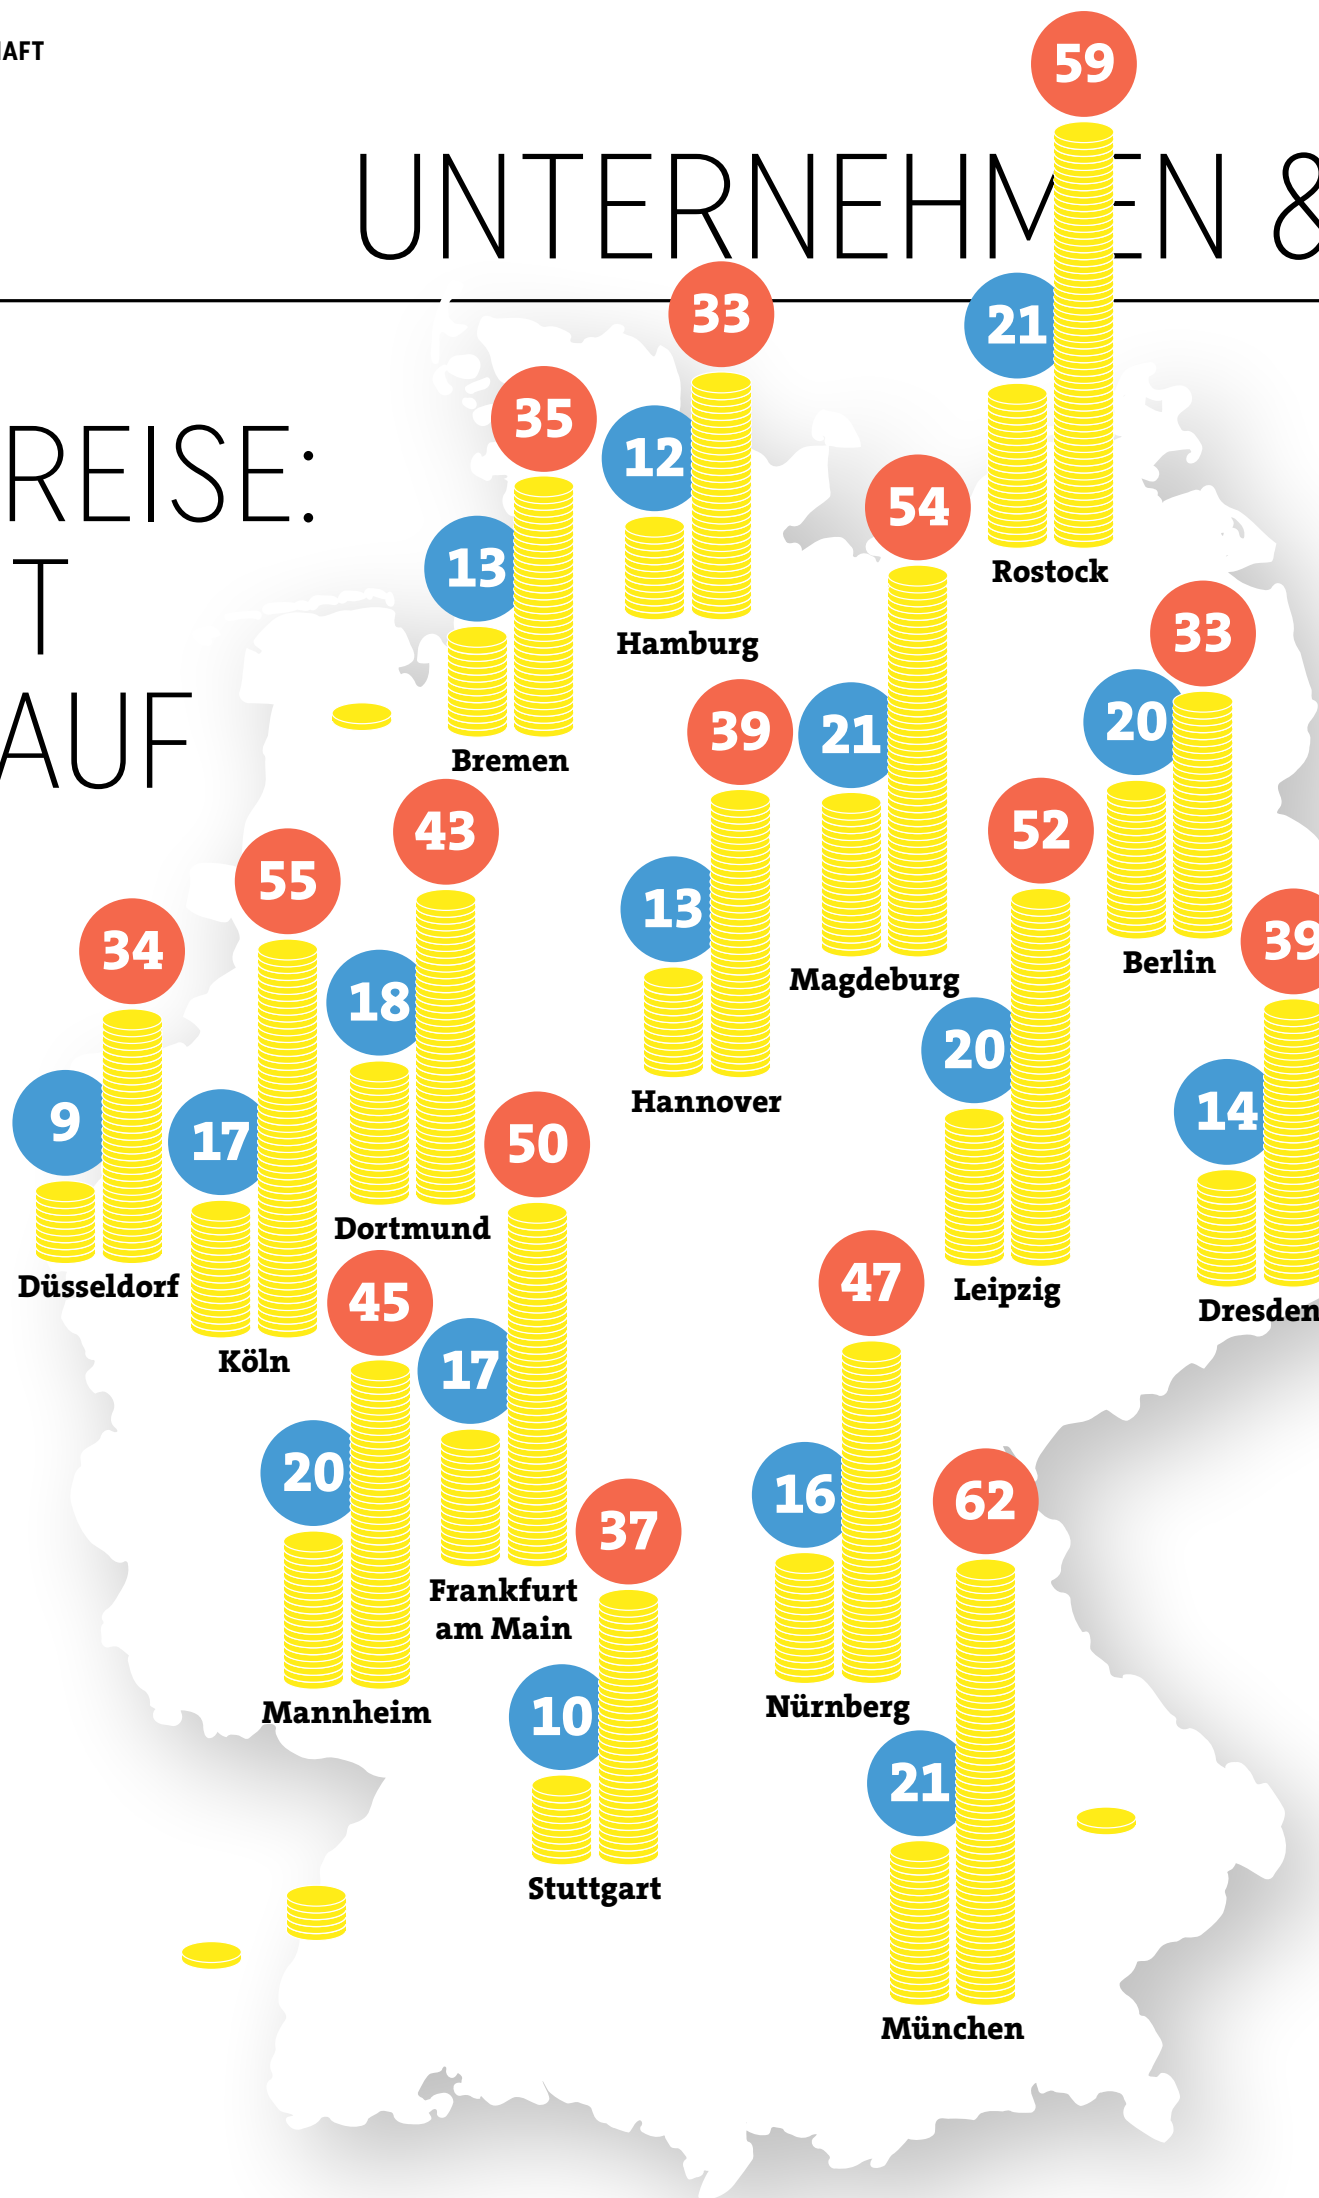 HAFT
UNTERNEHMEN &
REISE:
T
AUF
59
21
Rostock
33
12
Hamburg
35
13
Bremen
54
21
Magdeburg
33
20
Berlin
39
13
Hannover
52
20
Leipzig
39
14
Dresden
43
18
Dortmund
55
17
Köln
34
9
Düsseldorf
50
17
Frankfurt
am Main
45
20
Mannheim
47
16
Nürnberg
37
10
Stuttgart
62
21
München